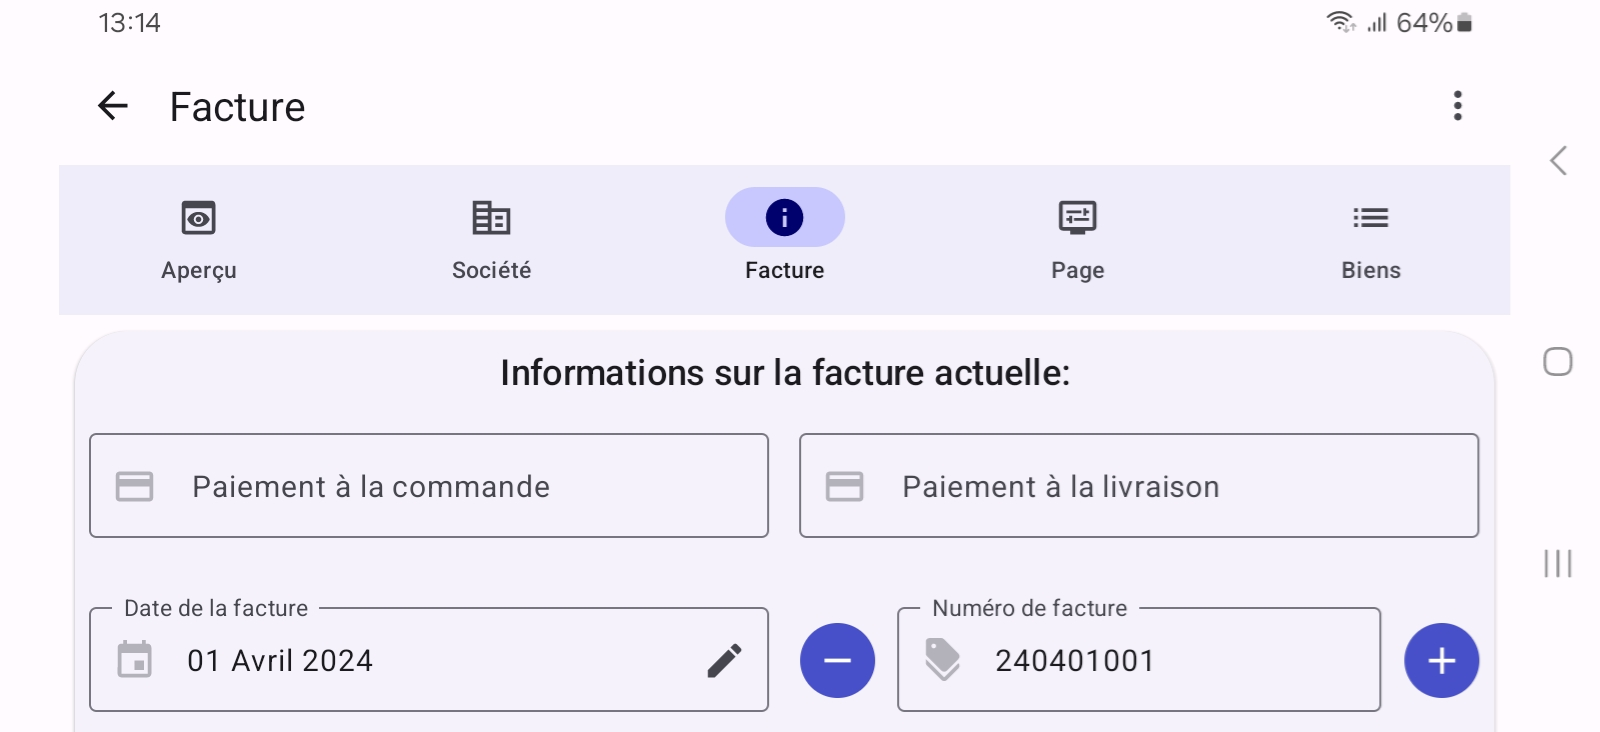 13:14
64%
Facture
Aperçu
Société
Facture
Page
Biens
Informations sur la facture actuelle:
Paiement à la commande
Paiement à la livraison
Date de la facture
01 Avril 2024
Numéro de facture
240401001